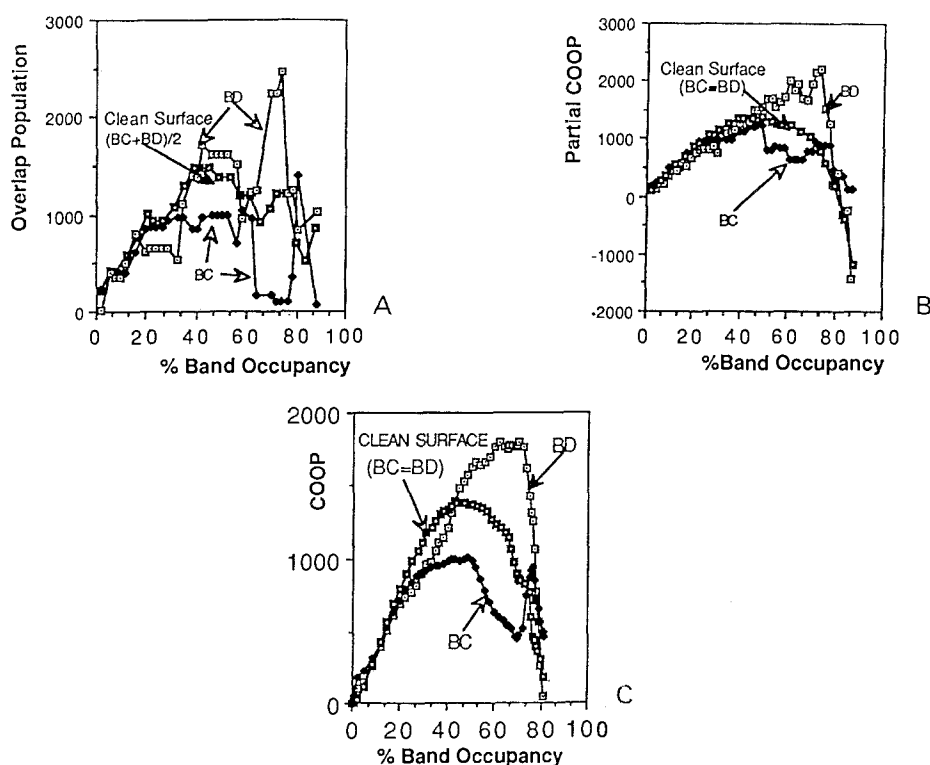 3000
2000
1000
0
Overlap Population
BD
Clean Surface
(BC+BD)/2
BC
0 20 40 60 80 100
% Band Occupancy
A
3000
2000
1000
0
-1000
-2000
Partial COOP
Clean Surface
(BC=BD)
BD
BC
0 20 40 60 80 100
%Band Occupancy
B
2000
1000
0
COOP
CLEAN SURFACE
(BC=BD)
BD
BC
0 20 40 60 80 100
% Band Occupancy
C